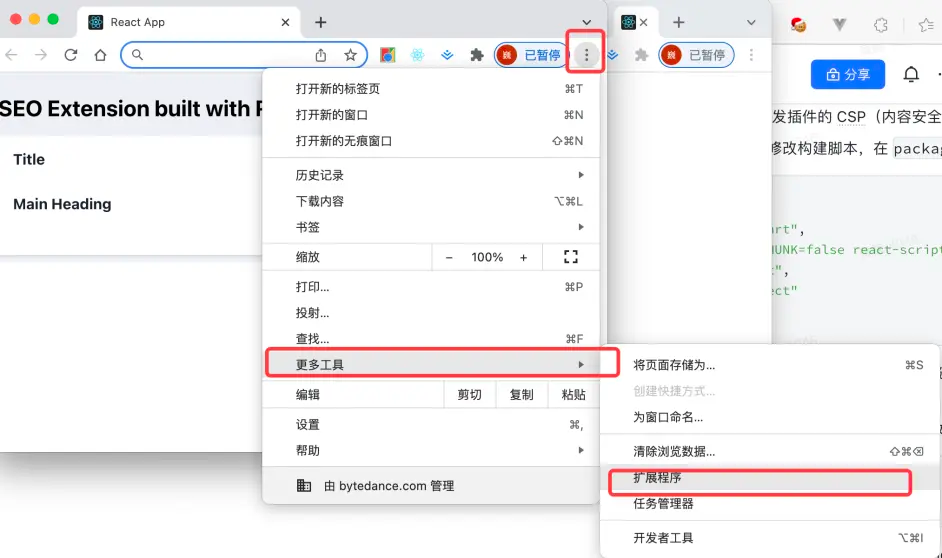 React App
已暂停
已暂停
SEO Extension built with
Title
Main Heading
打开新的标签页 ⌘T
打开新的窗口 ⌘N
打开新的无痕窗口 ⇧⌘N
历史记录
下载内容 ⌥⌘L
书签
缩放 − 100% +
打印... ⌘P
投射...
查找... ⌘F
更多工具
编辑 剪切 复制 粘贴
设置 ⌘,
帮助
由 bytedance.com 管理
将页面存储为... ⌘S
创建快捷方式...
为窗口命名...
清除浏览数据... ⇧⌘⌫
扩展程序
任务管理器
开发者工具 ⌥⌘I
分享
发插件的 CSP（内容安全
修改构建脚本，在 packag
rt",
HUNK=false react-script
",
ect"